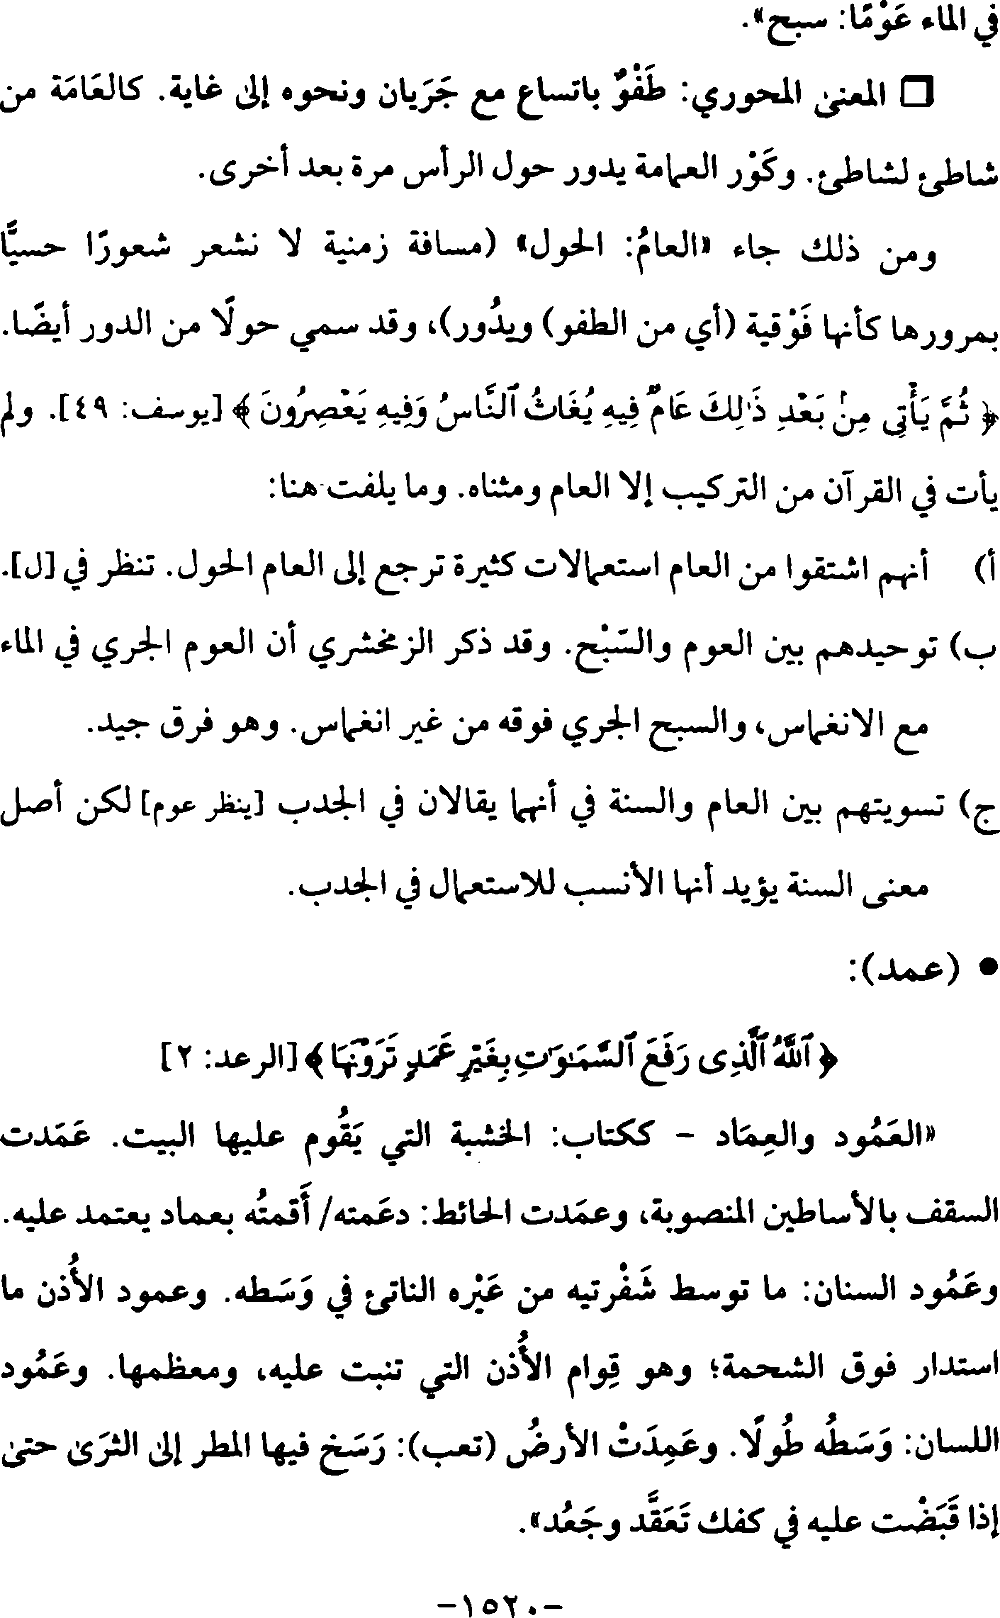 في الماء عَوْمًا: سبح».
□ المعنى المحوري: طَفْوٌ باتساع مع جَرَيان ونحوه إلى غاية. كالعَامَة من
شاطئ لشاطئ. وكَوْر العمامة يدور حول الرأس مرة بعد أخرى.
ومن ذلك جاء «العامُ: الحول» (مسافة زمنية لا نشعر شعورًا حسيًّا
بمرورها كأنها فَوْقية (أي من الطفو) ويدُور)، وقد سمي حولًا من الدور أيضًا.
﴿ ثُمَّ يَأْتِى مِنۢ بَعْدِ ذَٰلِكَ عَامٌ فِيهِ يُغَاثُ ٱلنَّاسُ وَفِيهِ يَعْصِرُونَ ﴾ [يوسف: ٤٩]. ولم
يأت في القرآن من التركيب إلا العام ومثناه. وما يلفت هنا:
أ) أنهم اشتقوا من العام استعمالات كثيرة ترجع إلى العام الحول. تنظر في [ل].
ب) توحيدهم بين العوم والسَّبْح. وقد ذكر الزمخشري أن العوم الجري في الماء
مع الانغماس، والسبح الجري فوقه من غير انغماس. وهو فرق جيد.
ج) تسويتهم بين العام والسنة في أنهما يقالان في الجدب [ينظر عوم] لكن أصل
معنى السنة يؤيد أنها الأنسب للاستعمال في الجدب.
• (عمد):
﴿ ٱللَّهُ ٱلَّذِى رَفَعَ ٱلسَّمَٰوَٰتِ بِغَيْرِ عَمَدٍ تَرَوْنَهَا ﴾ [الرعد: ٢]
«العَمُود والعِمَاد – ككتاب: الخشبة التي يَقُوم عليها البيت. عَمَدت
السقف بالأساطين المنصوبة، وعمَدت الحائط: دعَمته/ أَقمتُه بعماد يعتمد عليه.
وعَمُود السنان: ما توسط شَفْرتيه من عَيْره الناتئ في وَسَطه. وعمود الأُذن ما
استدار فوق الشحمة؛ وهو قِوام الأُذن التي تنبت عليه، ومعظمها. وعَمُود
اللسان: وَسَطُه طُولًا. وعَمِدَتْ الأرضُ (تعب): رَسَخ فيها المطر إلى الثرَى حتى
إذا قَبَضْت عليه في كفك تَعَقَّد وجَعُد».
-١٥٢٠-